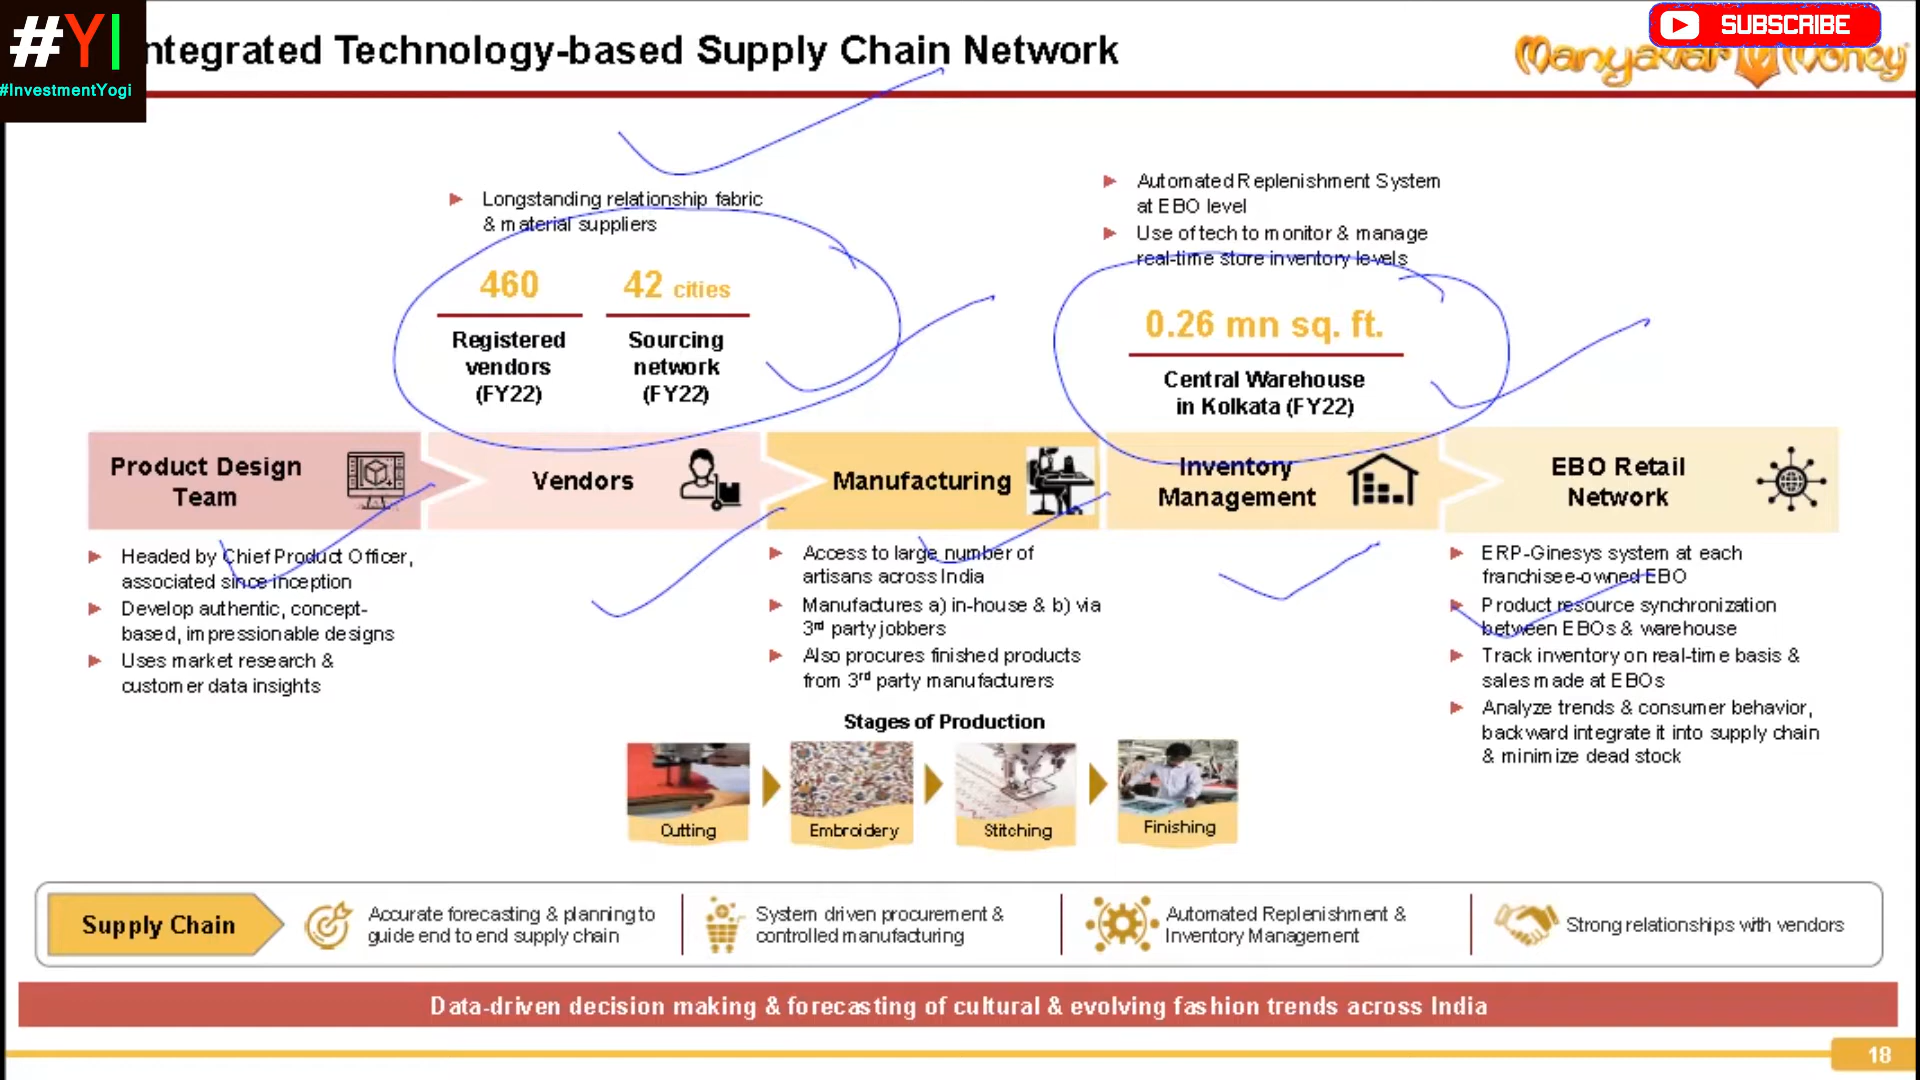 #YI
#InvestmentYogi
ntegrated Technology-based Supply Chain Network
SUBSCRIBE
Manyavar Money
Longstanding relationship fabric
& material suppliers
460
Registered
vendors
(FY22)
42 cities
Sourcing
network
(FY22)
Automated Replenishment System
at EBO level
Use of tech to monitor & manage
real-time store inventory levels
0.26 mn sq. ft.
Central Warehouse
in Kolkata (FY22)
Product Design
Team
Vendors
Manufacturing
Inventory
Management
EBO Retail
Network
Headed by Chief Product Officer,
associated since inception
Develop authentic, concept-
based, impressionable designs
Uses market research &
customer data insights
Access to large number of
artisans across India
Manufactures a) in-house & b) via
3rd party jobbers
Also procures finished products
from 3rd party manufacturers
ERP-Ginesys system at each
franchisee-owned EBO
Product resource synchronization
between EBOs & warehouse
Track inventory on real-time basis &
sales made at EBOs
Analyze trends & consumer behavior,
backward integrate it into supply chain
& minimize dead stock
Stages of Production
Cutting
Embroidery
Stitching
Finishing
Supply Chain
Accurate forecasting & planning to
guide end to end supply chain
System driven procurement &
controlled manufacturing
Automated Replenishment &
Inventory Management
Strong relationships with vendors
Data-driven decision making & forecasting of cultural & evolving fashion trends across India
18